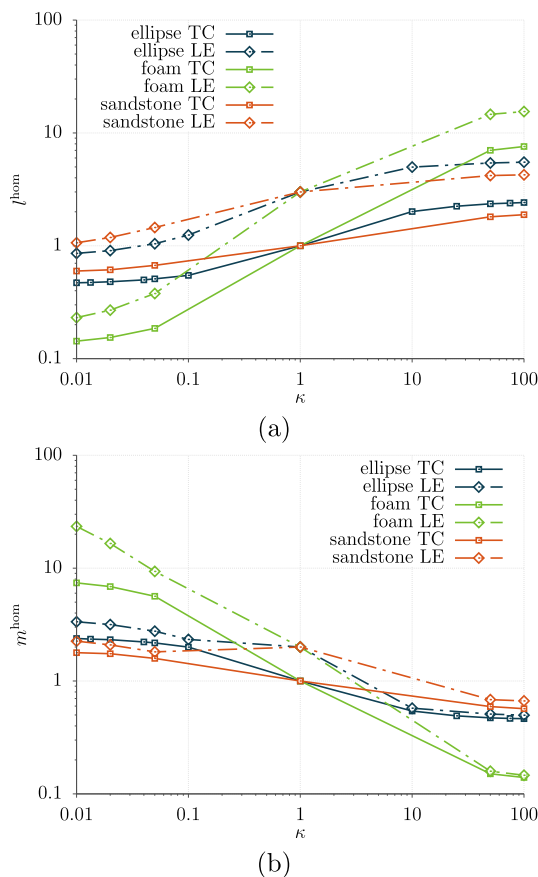 100
ellipse TC
ellipse LE
foam TC
foam LE
sandstone TC
sandstone LE
10
l^hom
1
0.1
0.01 0.1 1 10 100
κ
(a)
100
ellipse TC
ellipse LE
foam TC
foam LE
sandstone TC
sandstone LE
10
m^hom
1
0.1
0.01 0.1 1 10 100
κ
(b)